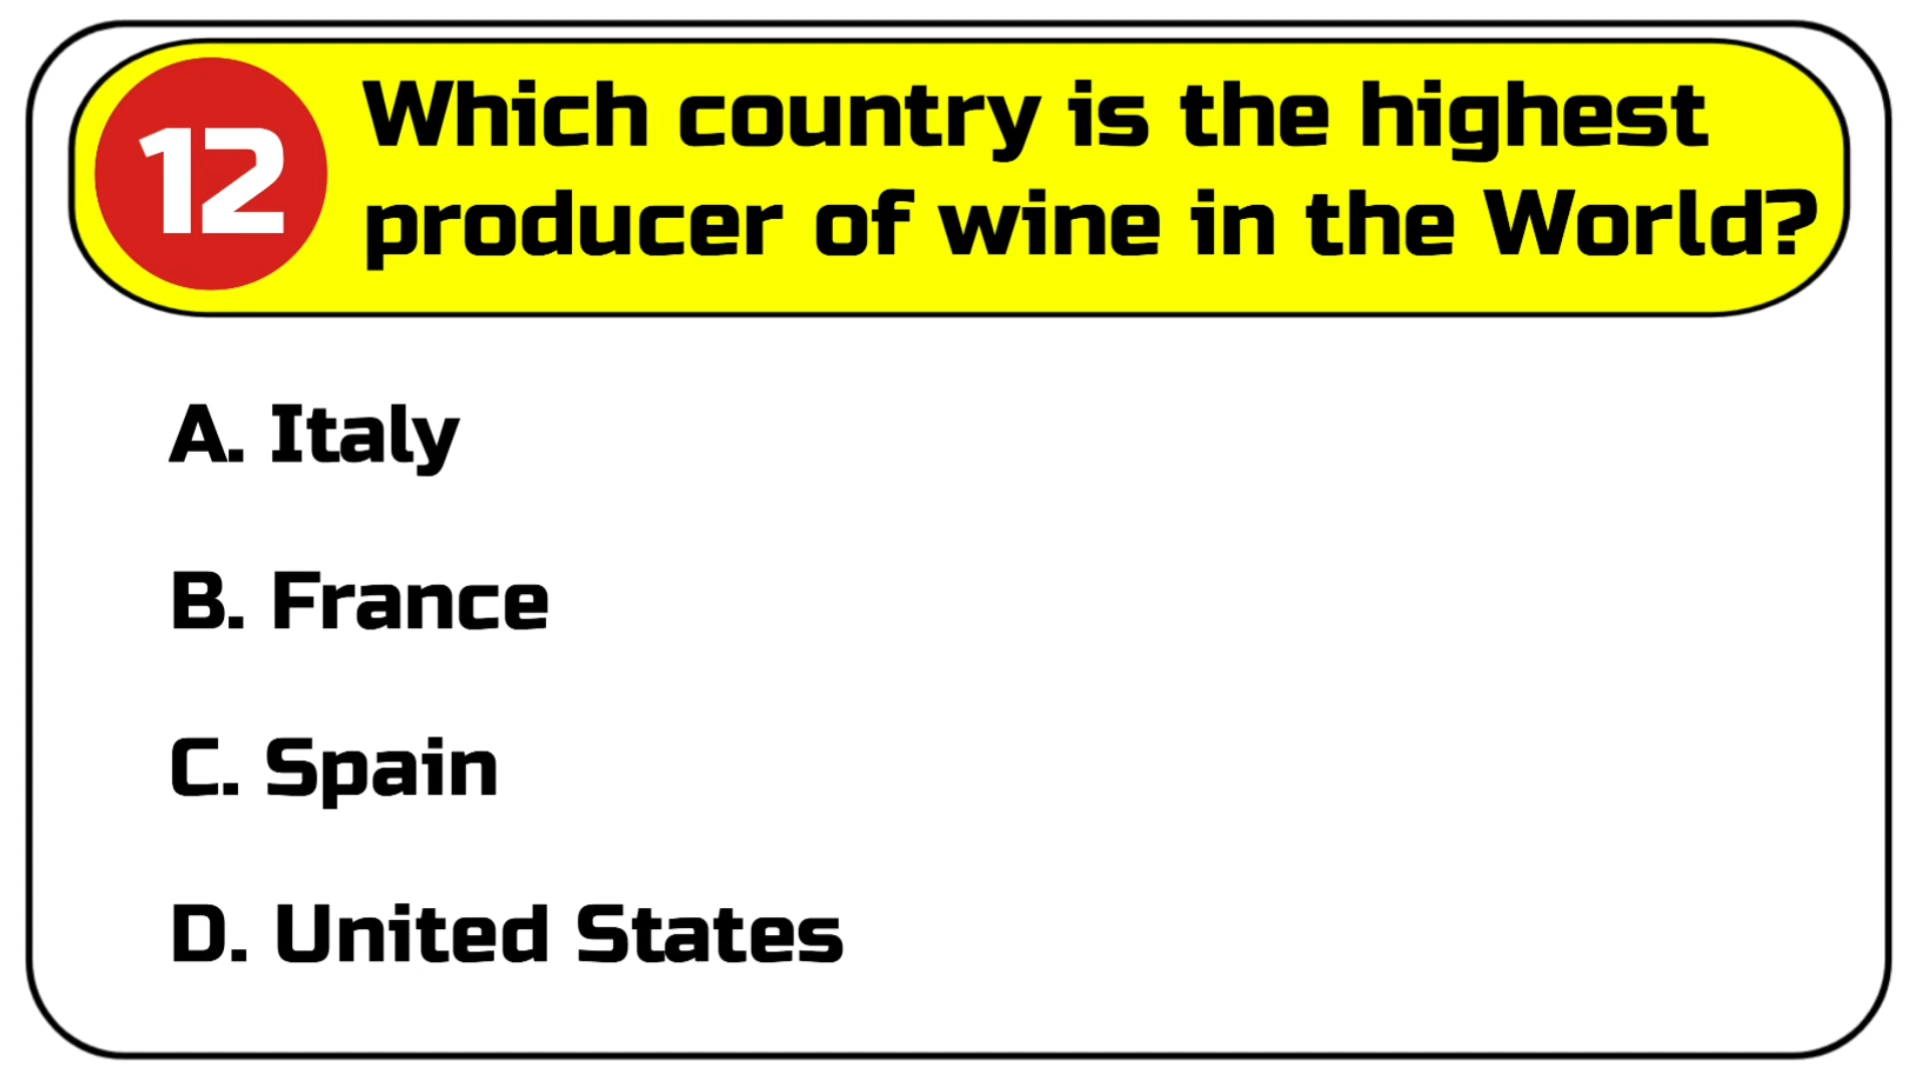 12
Which country is the highest
producer of wine in the World?
A. Italy
B. France
C. Spain
D. United States